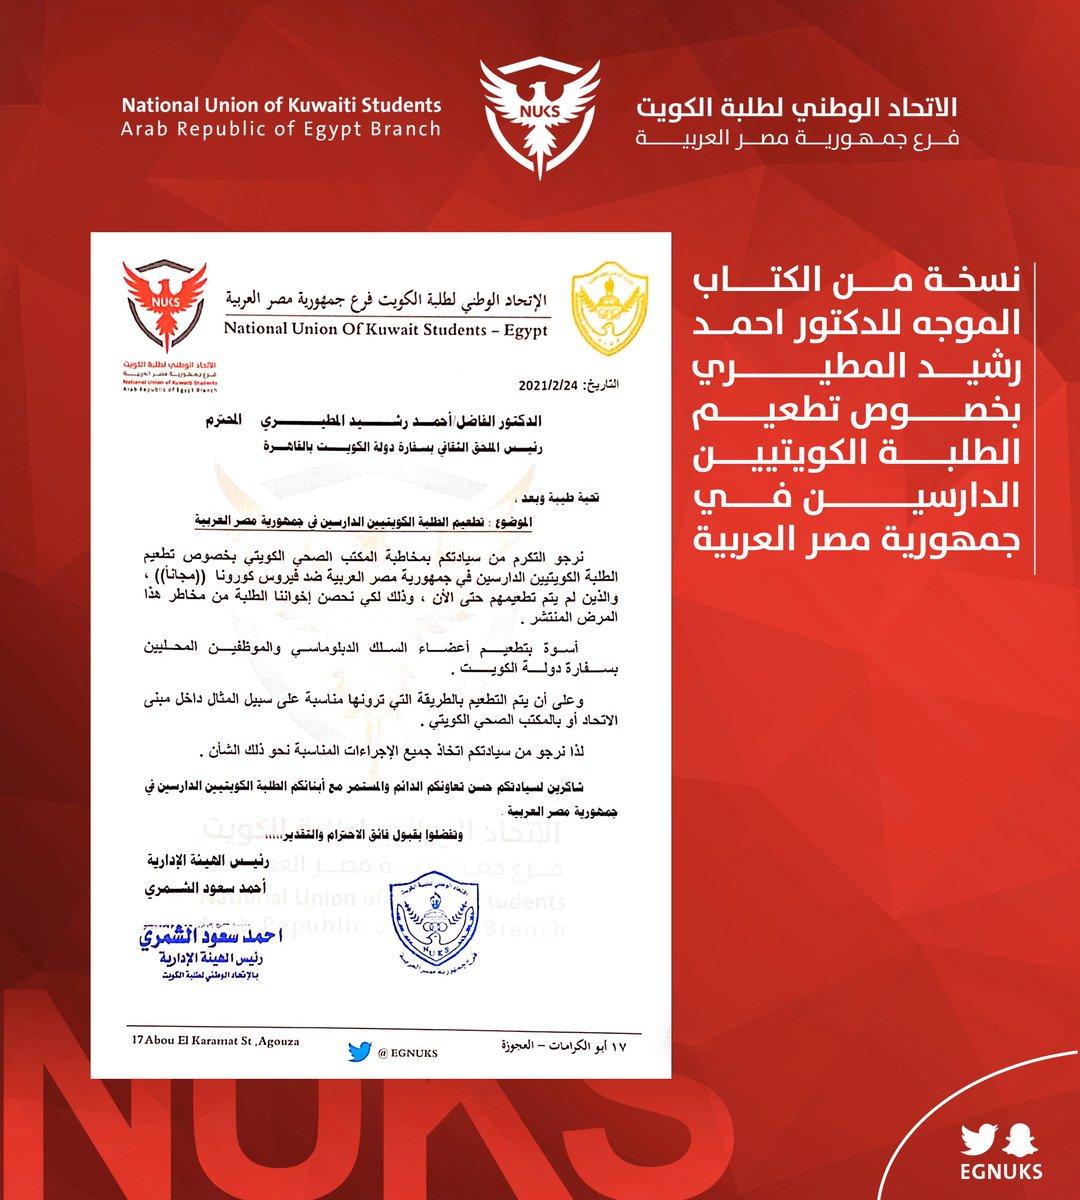 National Union of Kuwaiti Students
Arab Republic of Egypt Branch
NUKS
الاتحاد الوطني لطلبة الكويت
فرع جمهورية مصر العربية
نسخة من الكتاب
الموجه للدكتور احمد
رشيد المطيري
بخصوص تطعيم
الطلبة الكويتيين
الدارسين في
جمهورية مصر العربية
NUKS
الاتحاد الوطني لطلبة الكويت
فرع جمهورية مصر العربية
National Union of Kuwaiti Students
Arab Republic of Egypt Branch
الإتحاد الوطني لطلبة الكويت فرع جمهورية مصر العربية
National Union Of Kuwait Students – Egypt
التاريخ: 2021/2/24
الدكتور الفاضل/أحمد رشيد المطيري المحترم
رئيس الملحق الثقافي بسفارة دولة الكويت بالقاهرة
تحية طيبة وبعد ،
الموضوع : تطعيم الطلبة الكويتيين الدارسين في جمهورية مصر العربية
نرجو التكرم من سيادتكم بمخاطبة المكتب الصحي الكويتي بخصوص تطعيم
الطلبة الكويتيين الدارسين في جمهورية مصر العربية ضد فيروس كورونا ((مجاناً)) ،
والذين لم يتم تطعيمهم حتى الأن ، وذلك لكي نحصن إخواننا الطلبة من مخاطر هذا
المرض المنتشر .
أسوة بتطعيم أعضاء السلك الدبلوماسي والموظفين المحليين
بسفارة دولة الكويت .
وعلى أن يتم التطعيم بالطريقة التي ترونها مناسبة على سبيل المثال داخل مبنى
الاتحاد أو بالمكتب الصحي الكويتي .
لذا نرجو من سيادتكم اتخاذ جميع الإجراءات المناسبة نحو ذلك الشأن .
شاكرين لسيادتكم حسن تعاونكم الدائم والمستمر مع أبنائكم الطلبة الكويتيين الدارسين في
جمهورية مصر العربية .
وتفضلوا بقبول فائق الاحترام والتقدير،،،،،
رئيس الهيئة الإدارية
أحمد سعود الشمري
احمد سعود الشمري
رئيس الهيئة الإدارية
بالإتحاد الوطني لطلبة الكويت
الاتحاد الوطني لطلبة الكويت
NUKS
فرع جمهورية مصر العربية
17 Abou El Karamat St ,Agouza
@ EGNUKS
١٧ أبو الكرامات – العجوزة
NUKS
EGNUKS